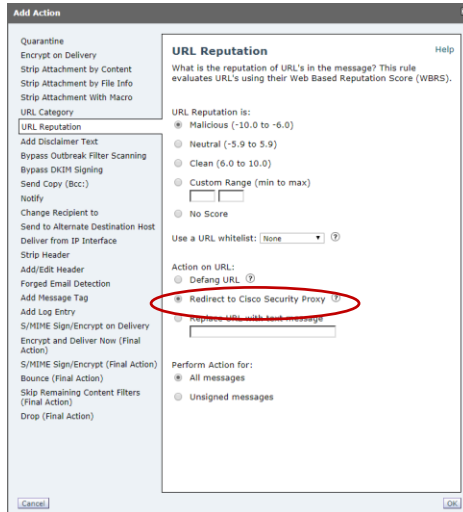 Add Action
Quarantine
Encrypt on Delivery
Strip Attachment by Content
Strip Attachment by File Info
Strip Attachment With Macro
URL Category
URL Reputation
Add Disclaimer Text
Bypass Outbreak Filter Scanning
Bypass DKIM Signing
Send Copy (Bcc:)
Notify
Change Recipient to
Send to Alternate Destination Host
Deliver from IP Interface
Strip Header
Add/Edit Header
Forged Email Detection
Add Message Tag
Add Log Entry
S/MIME Sign/Encrypt on Delivery
Encrypt and Deliver Now (Final
Action)
S/MIME Sign/Encrypt (Final Action)
Bounce (Final Action)
Skip Remaining Content Filters
(Final Action)
Drop (Final Action)
URL Reputation
Help
What is the reputation of URL's in the message? This rule
evaluates URL's using their Web Based Reputation Score (WBRS).
URL Reputation is:
Malicious (-10.0 to -6.0)
Neutral (-5.9 to 5.9)
Clean (6.0 to 10.0)
Custom Range (min to max)
No Score
Use a URL whitelist: None ?
Action on URL:
Defang URL ?
Redirect to Cisco Security Proxy ?
Replace URL with text message
Perform Action for:
All messages
Unsigned messages
Cancel
OK